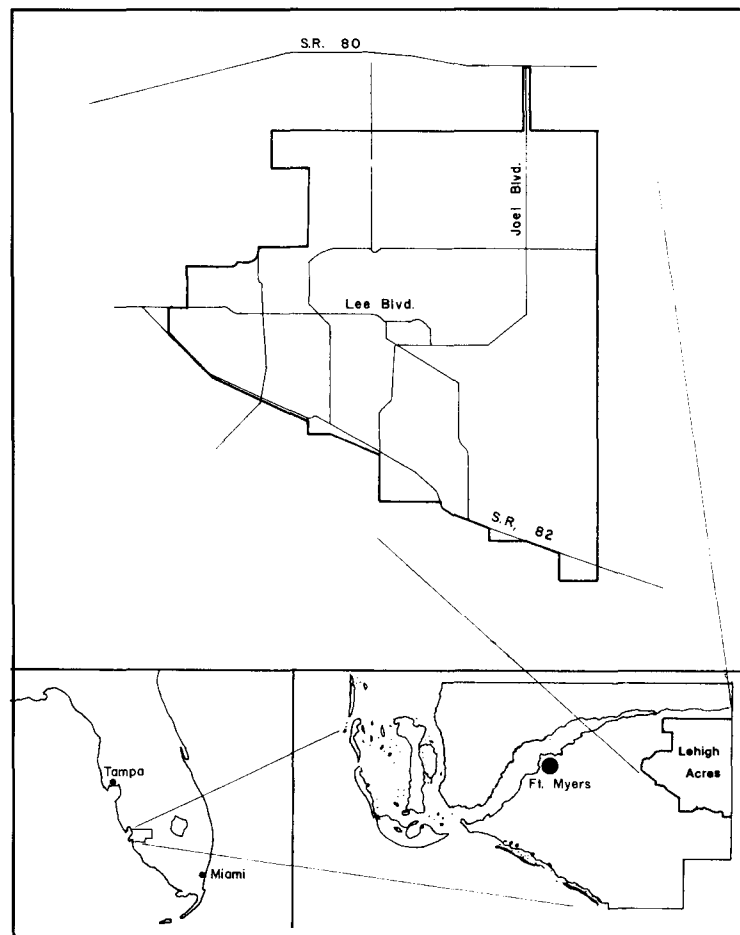 S.R. 80
Joel Blvd.
Lee Blvd.
S.R, 82
Tampa
Miami
Ft. Myers
Lehigh
Acres